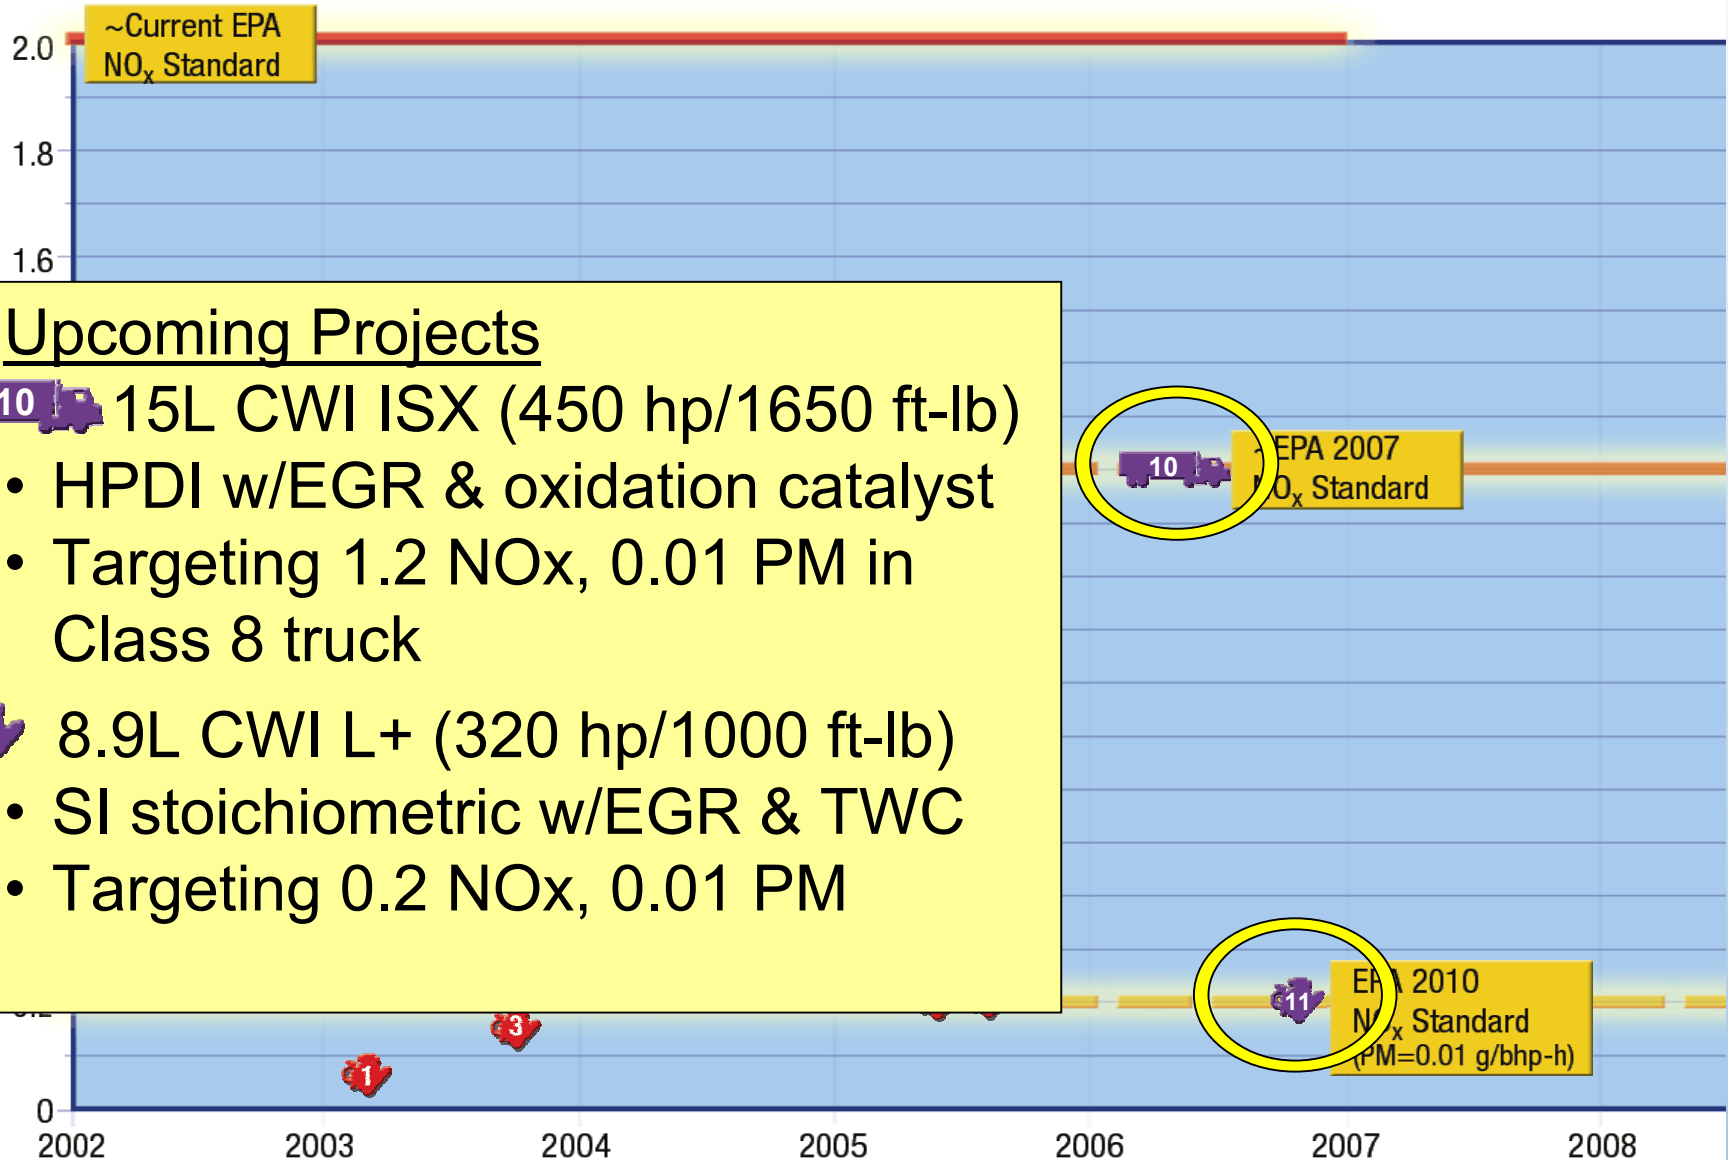 ~Current EPA
NOx Standard
2.0
1.8
1.6
Upcoming Projects
10 15L CWI ISX (450 hp/1650 ft-lb)
• HPDI w/EGR & oxidation catalyst
• Targeting 1.2 NOx, 0.01 PM in
Class 8 truck
8.9L CWI L+ (320 hp/1000 ft-lb)
• SI stoichiometric w/EGR & TWC
• Targeting 0.2 NOx, 0.01 PM
10
~EPA 2007
NOx Standard
11
EPA 2010
NOx Standard
(PM=0.01 g/bhp-h)
3
1
0
2002 2003 2004 2005 2006 2007 2008